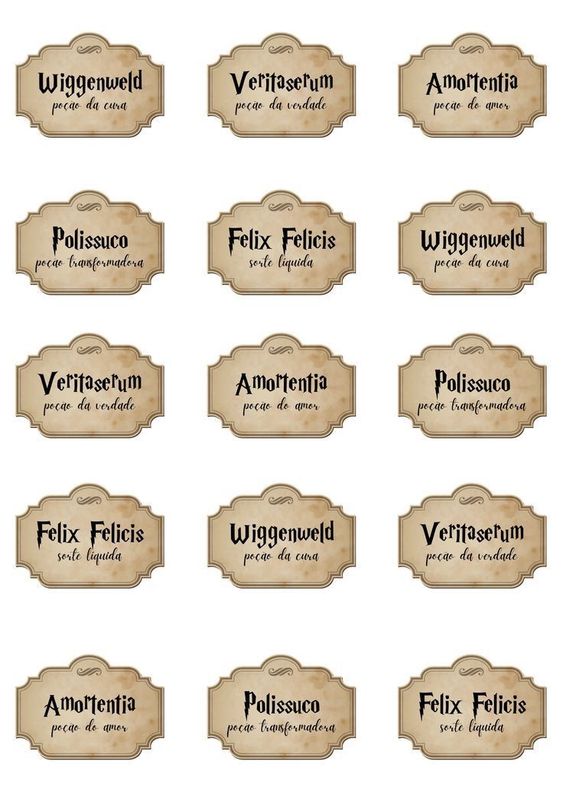 Wiggenweld
poção da cura
Veritaserum
poção da verdade
Amortentia
poção do amor
Polissuco
poção transformadora
Felix Felicis
sorte líquida
Wiggenweld
poção da cura
Veritaserum
poção da verdade
Amortentia
poção do amor
Polissuco
poção transformadora
Felix Felicis
sorte líquida
Wiggenweld
poção da cura
Veritaserum
poção da verdade
Amortentia
poção do amor
Polissuco
poção transformadora
Felix Felicis
sorte líquida